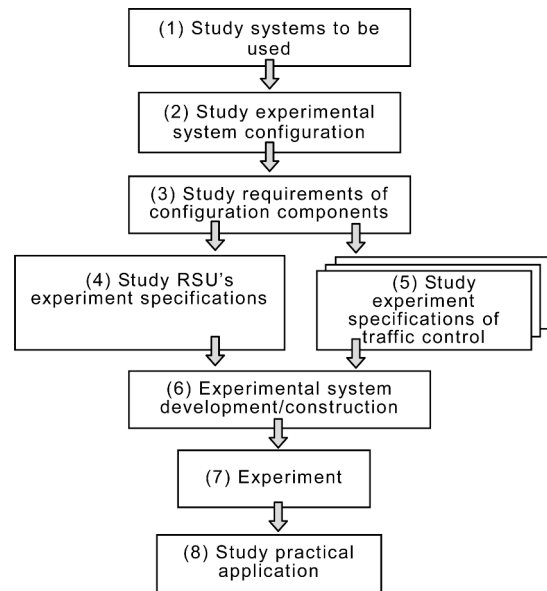 (1) Study systems to be
used
(2) Study experimental
system configuration
(3) Study requirements of
configuration components
(4) Study RSU's
experiment specifications
(5) Study
experiment
specifications of
traffic control
(6) Experimental system
development/construction
(7) Experiment
(8) Study practical
application